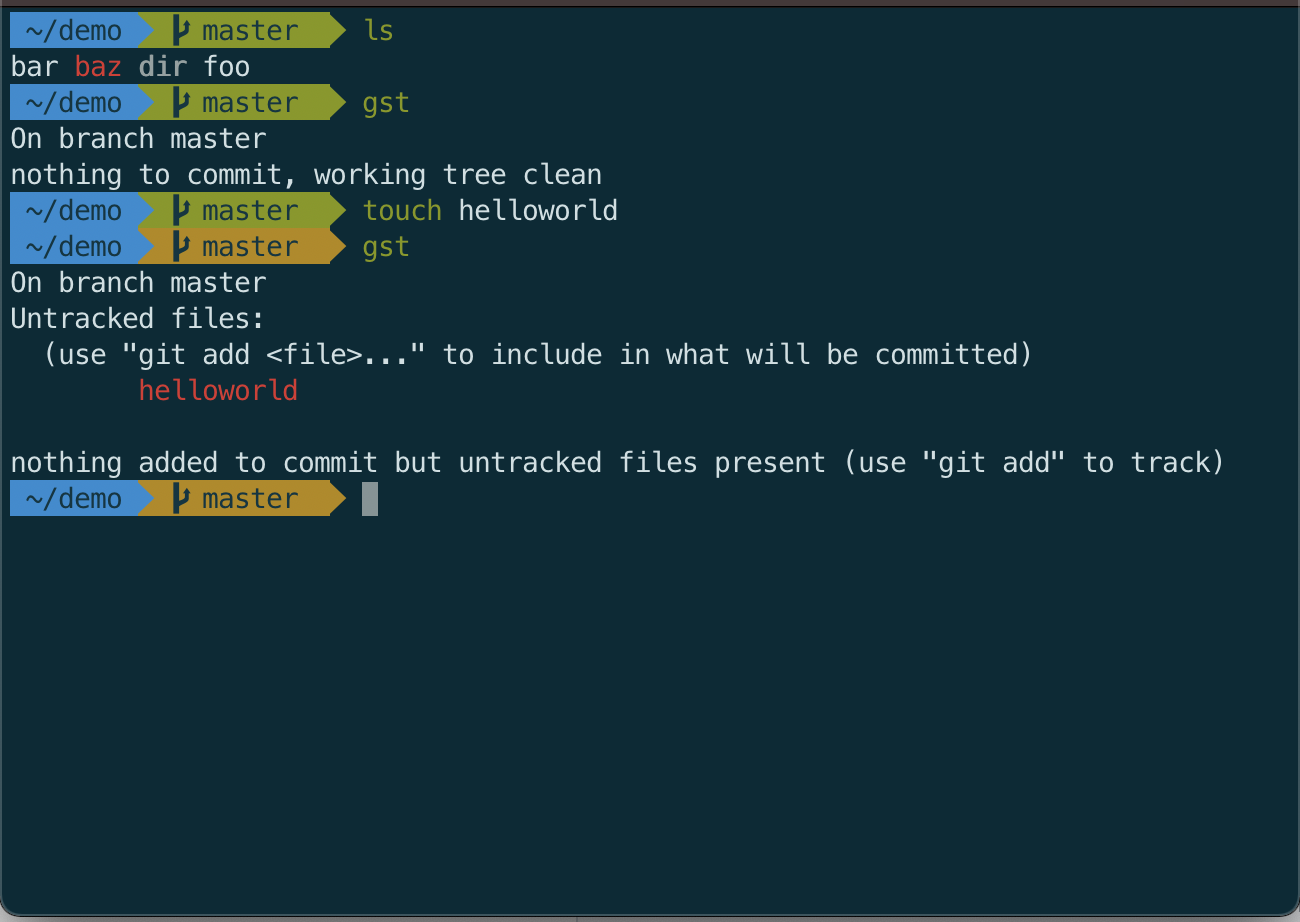 ~/demo master ls
bar baz dir foo
~/demo master gst
On branch master
nothing to commit, working tree clean
~/demo master touch helloworld
~/demo master gst
On branch master
Untracked files:
  (use "git add <file>..." to include in what will be committed)
        helloworld

nothing added to commit but untracked files present (use "git add" to track)
~/demo master